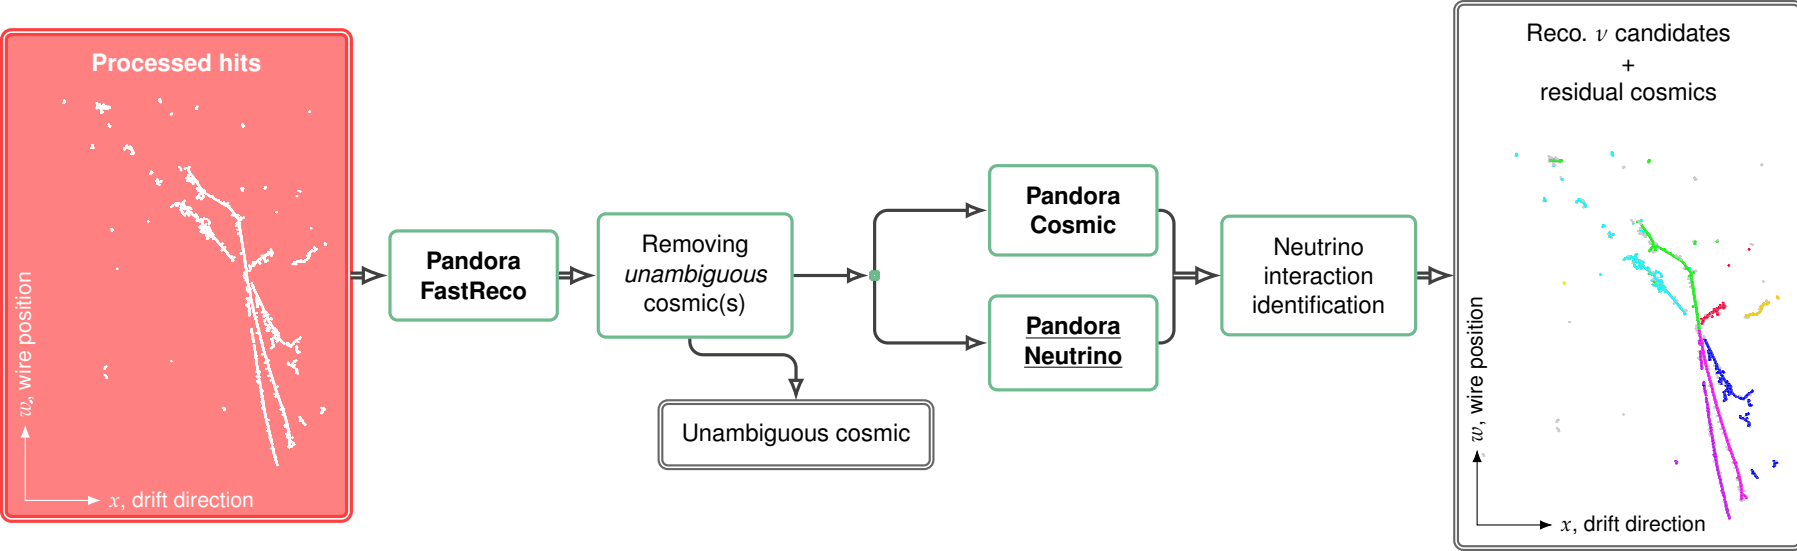 Processed hits
w, wire position
x, drift direction
Pandora
FastReco
Removing
unambiguous
cosmic(s)
Unambiguous cosmic
Pandora
Cosmic
Pandora
Neutrino
Neutrino
interaction
identification
Reco. ν candidates
+
residual cosmics
w, wire position
x, drift direction